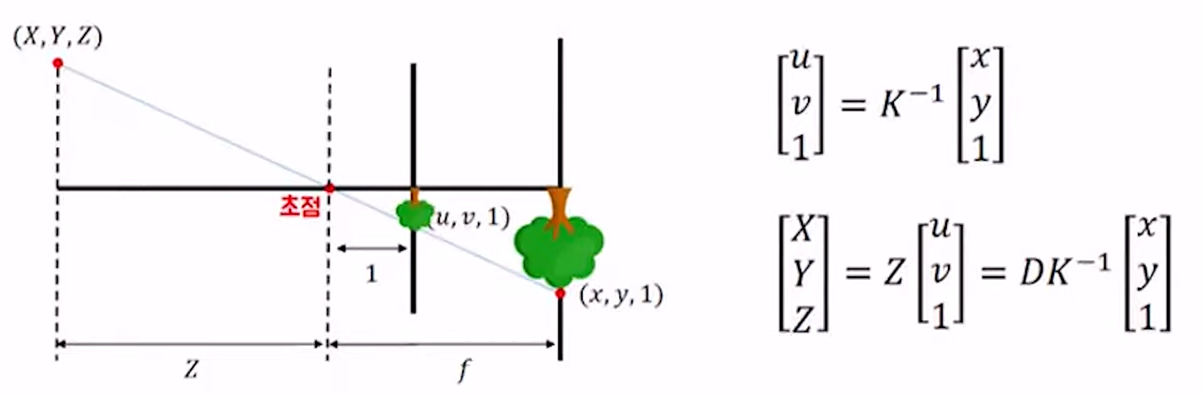 (X, Y, Z)
초점
(u, v, 1)
1
(x, y, 1)
Z
f
[u v 1] = K⁻¹ [x y 1]
[X Y Z] = Z [u v 1] = DK⁻¹ [x y 1]